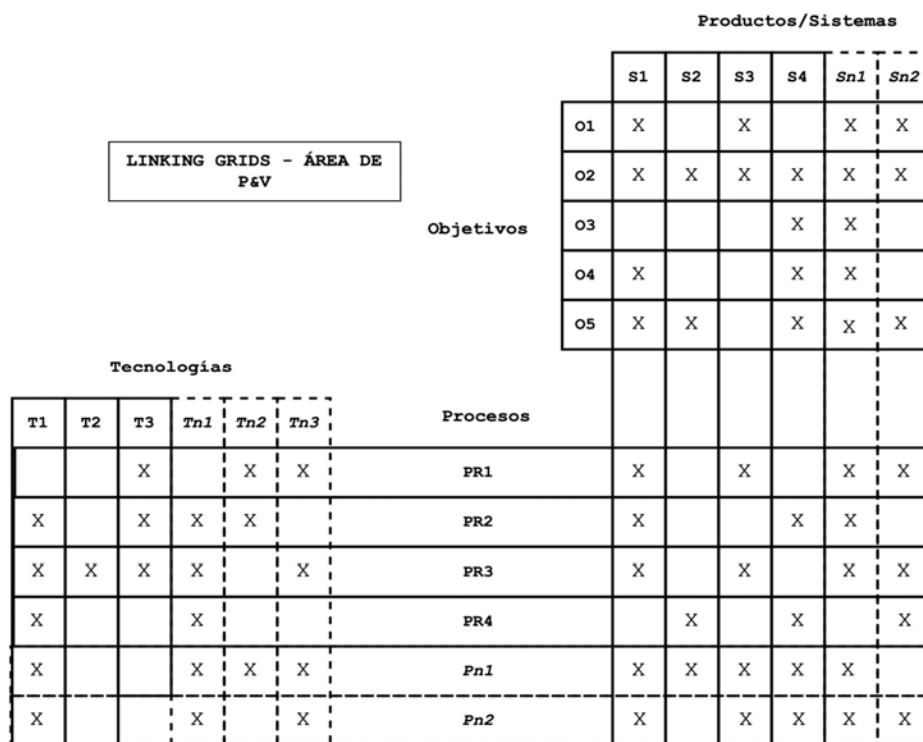 Productos/Sistemas
S1 S2 S3 S4 Sn1 Sn2
O1 X X X X
LINKING GRIDS - ÁREA DE
P&V
O2 X X X X X X
Objetivos
O3 X X
O4 X X X
O5 X X X X X
Tecnologías
T1 T2 T3 Tn1 Tn2 Tn3
Procesos
X X X PR1 X X X X
X X X X PR2 X X X
X X X X X PR3 X X X X
X X PR4 X X X
X X X X Pn1 X X X X X
X X X Pn2 X X X X X